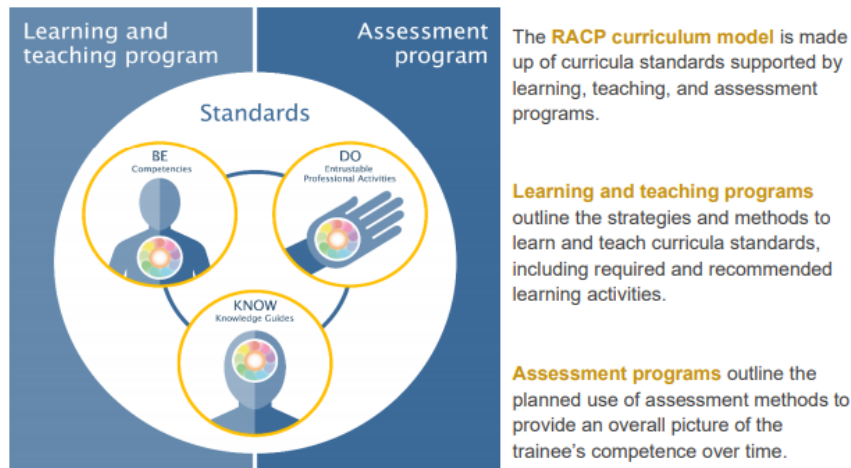 Learning and
teaching program
Assessment
program
Standards
BE
Competencies
DO
Entrustable
Professional Activities
KNOW
Knowledge Guides
The RACP curriculum model is made
up of curricula standards supported by
learning, teaching, and assessment
programs.
Learning and teaching programs
outline the strategies and methods to
learn and teach curricula standards,
including required and recommended
learning activities.
Assessment programs outline the
planned use of assessment methods to
provide an overall picture of the
trainee's competence over time.